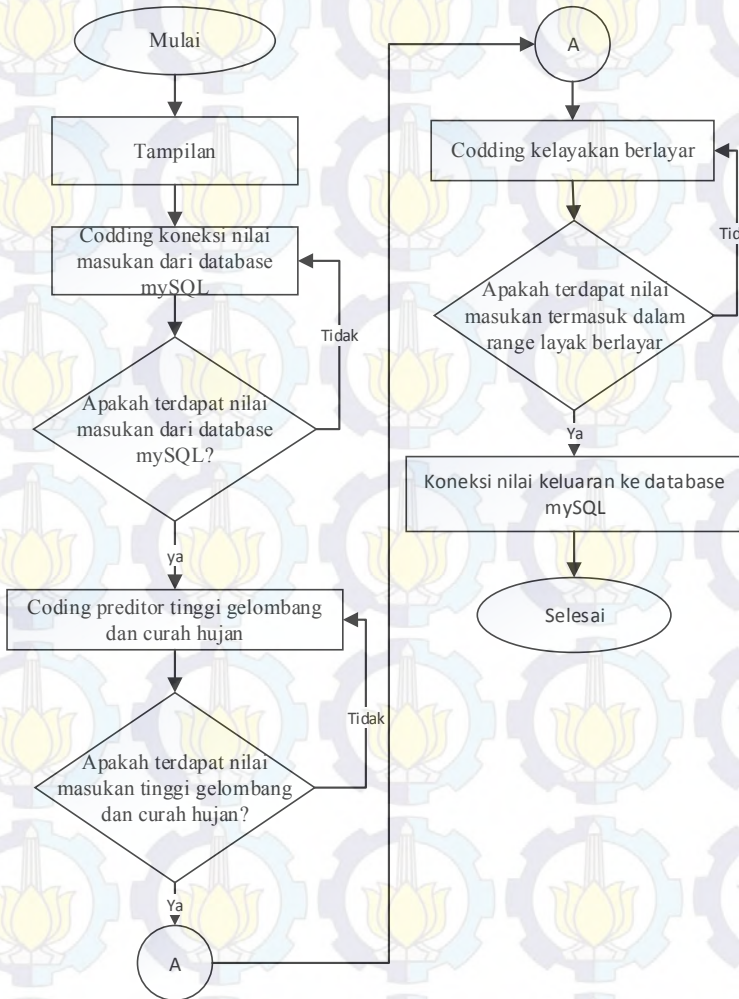 Mulai
Tampilan
Codding koneksi nilai
masukan dari database
mySQL
Tidak
Apakah terdapat nilai
masukan dari database
mySQL?
ya
Coding preditor tinggi gelombang
dan curah hujan
Tidak
Apakah terdapat nilai
masukan tinggi gelombang
dan curah hujan?
Ya
A
A
Codding kelayakan berlayar
Tid
Apakah terdapat nilai
masukan termasuk dalam
range layak berlayar
Ya
Koneksi nilai keluaran ke database
mySQL
Selesai